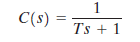 C(s) = 1 / (Ts + 1)